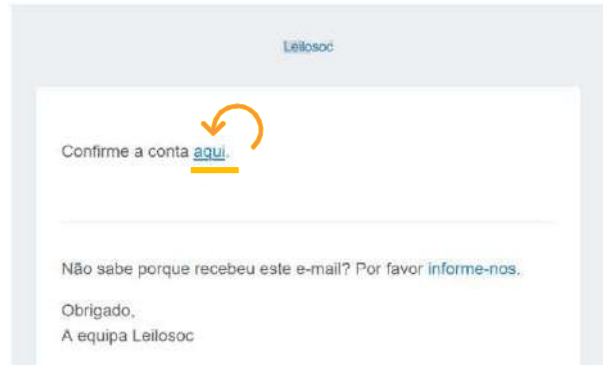 Leilosoc
Confirme a conta aqui.
Não sabe porque recebeu este e-mail? Por favor informe-nos.
Obrigado,
A equipa Leilosoc